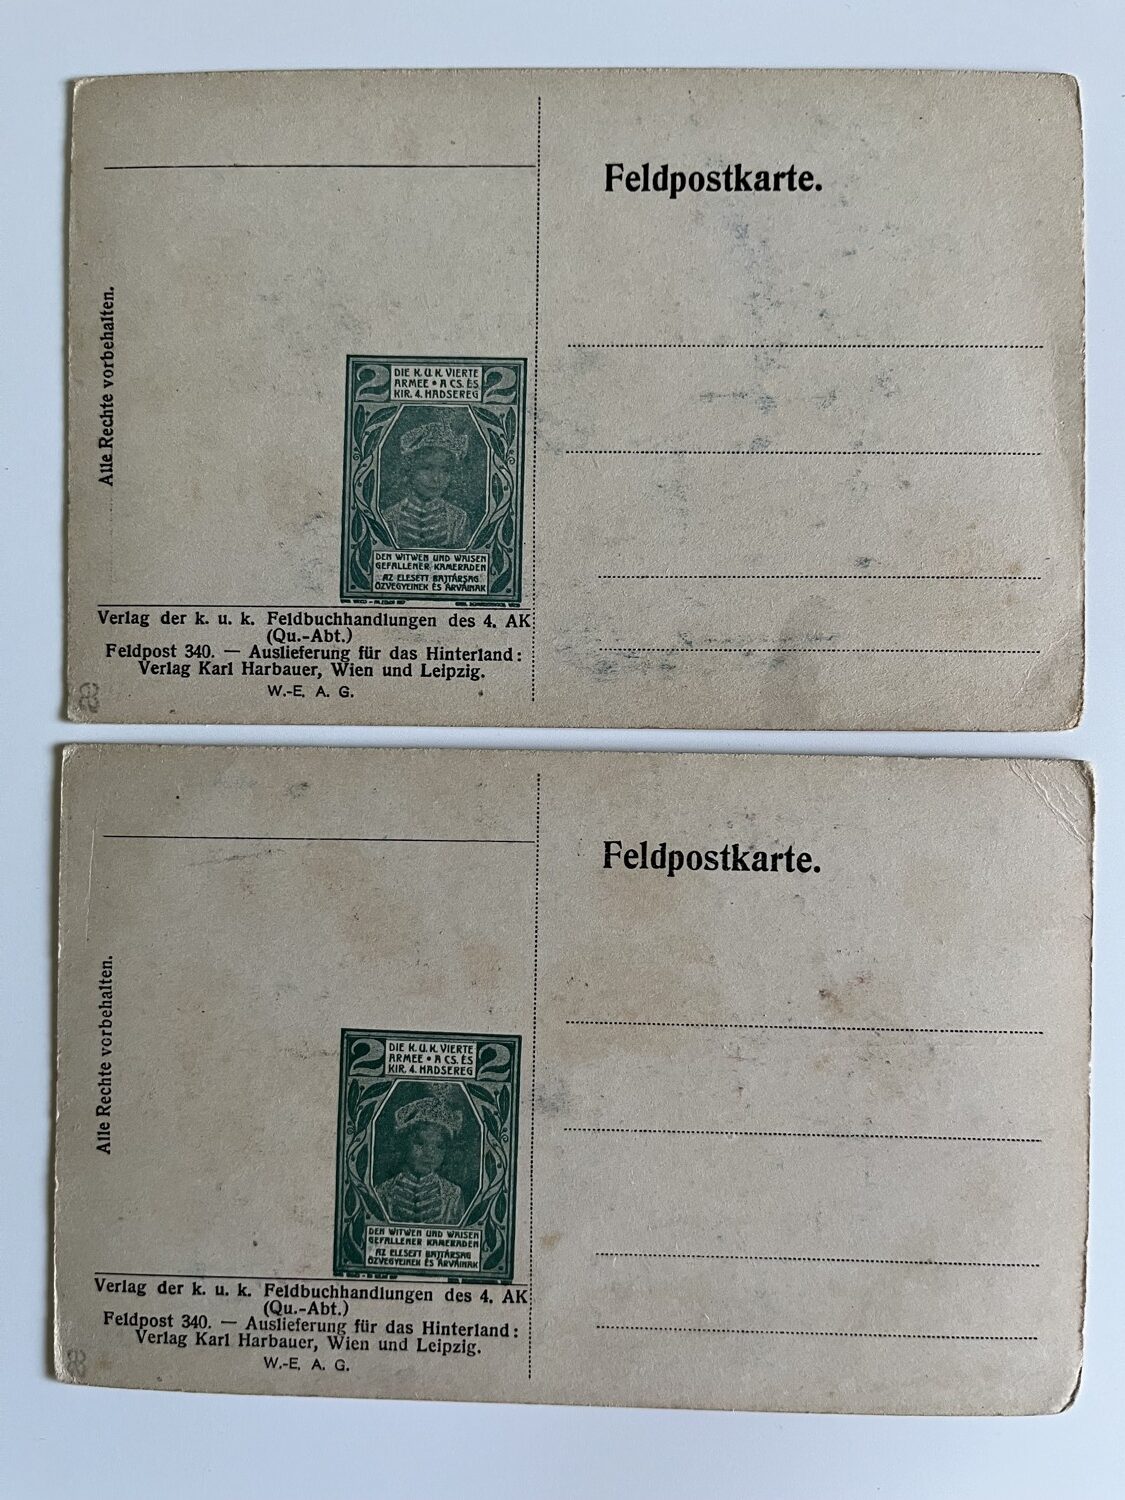 Feldpostkarte.
Alle Rechte vorbehalten.
2 DIE K. U. K. VIERTE 2
ARMEE • A CS. ÉS
KIR. 4. HADSEREG
DEN WITWEN UND WAISEN
GEFALLENER KAMERADEN
AZ ELESETT BAJTÁRSAG
ÖZVEGYEINEK ÉS ÁRVÁINAK
Verlag der k. u. k. Feldbuchhandlungen des 4. AK
(Qu.-Abt.)
Feldpost 340. — Auslieferung für das Hinterland:
Verlag Karl Harbauer, Wien und Leipzig.
W.-E. A. G.
Feldpostkarte.
Alle Rechte vorbehalten.
2 DIE K. U. K. VIERTE 2
ARMEE • A CS. ÉS
KIR. 4. HADSEREG
DEN WITWEN UND WAISEN
GEFALLENER KAMERADEN
AZ ELESETT BAJTÁRSAG
ÖZVEGYEINEK ÉS ÁRVÁINAK
Verlag der k. u. k. Feldbuchhandlungen des 4. AK
(Qu.-Abt.)
Feldpost 340. — Auslieferung für das Hinterland:
Verlag Karl Harbauer, Wien und Leipzig.
W.-E. A. G.